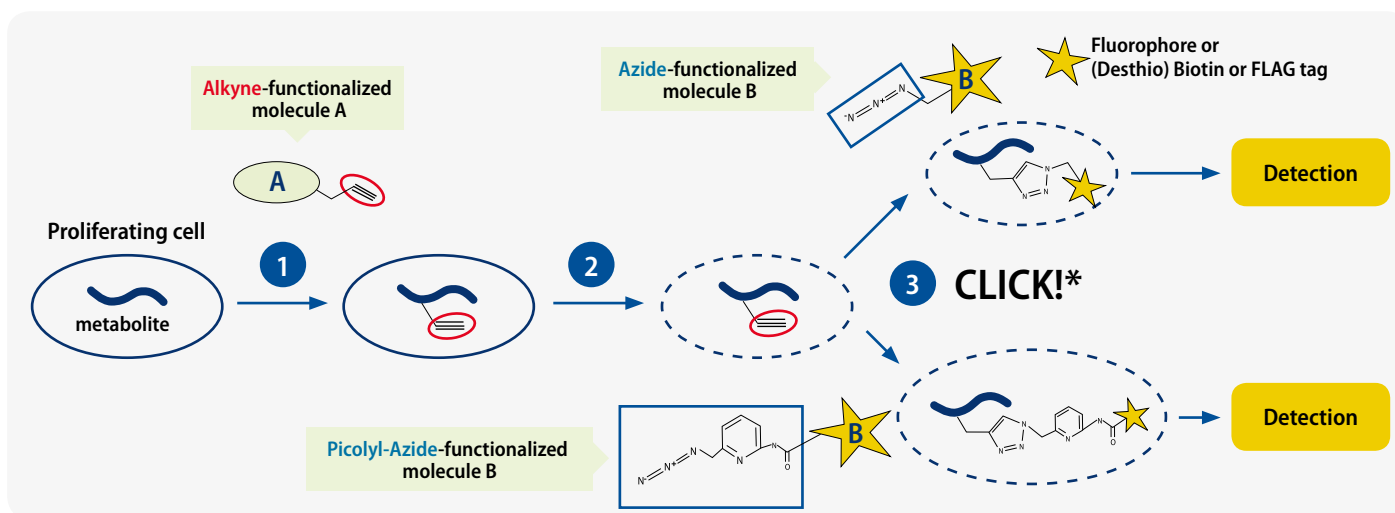 Alkyne-functionalized
molecule A
A
Azide-functionalized
molecule B
-N
N+
N
B
Fluorophore or
(Desthio) Biotin or FLAG tag
N
N
N
Detection
Proliferating cell
metabolite
1
2
3
CLICK!*
Picolyl-Azide-functionalized
molecule B
N-
N+
N
N
N
O
B
N
N
N
N
N
O
Detection